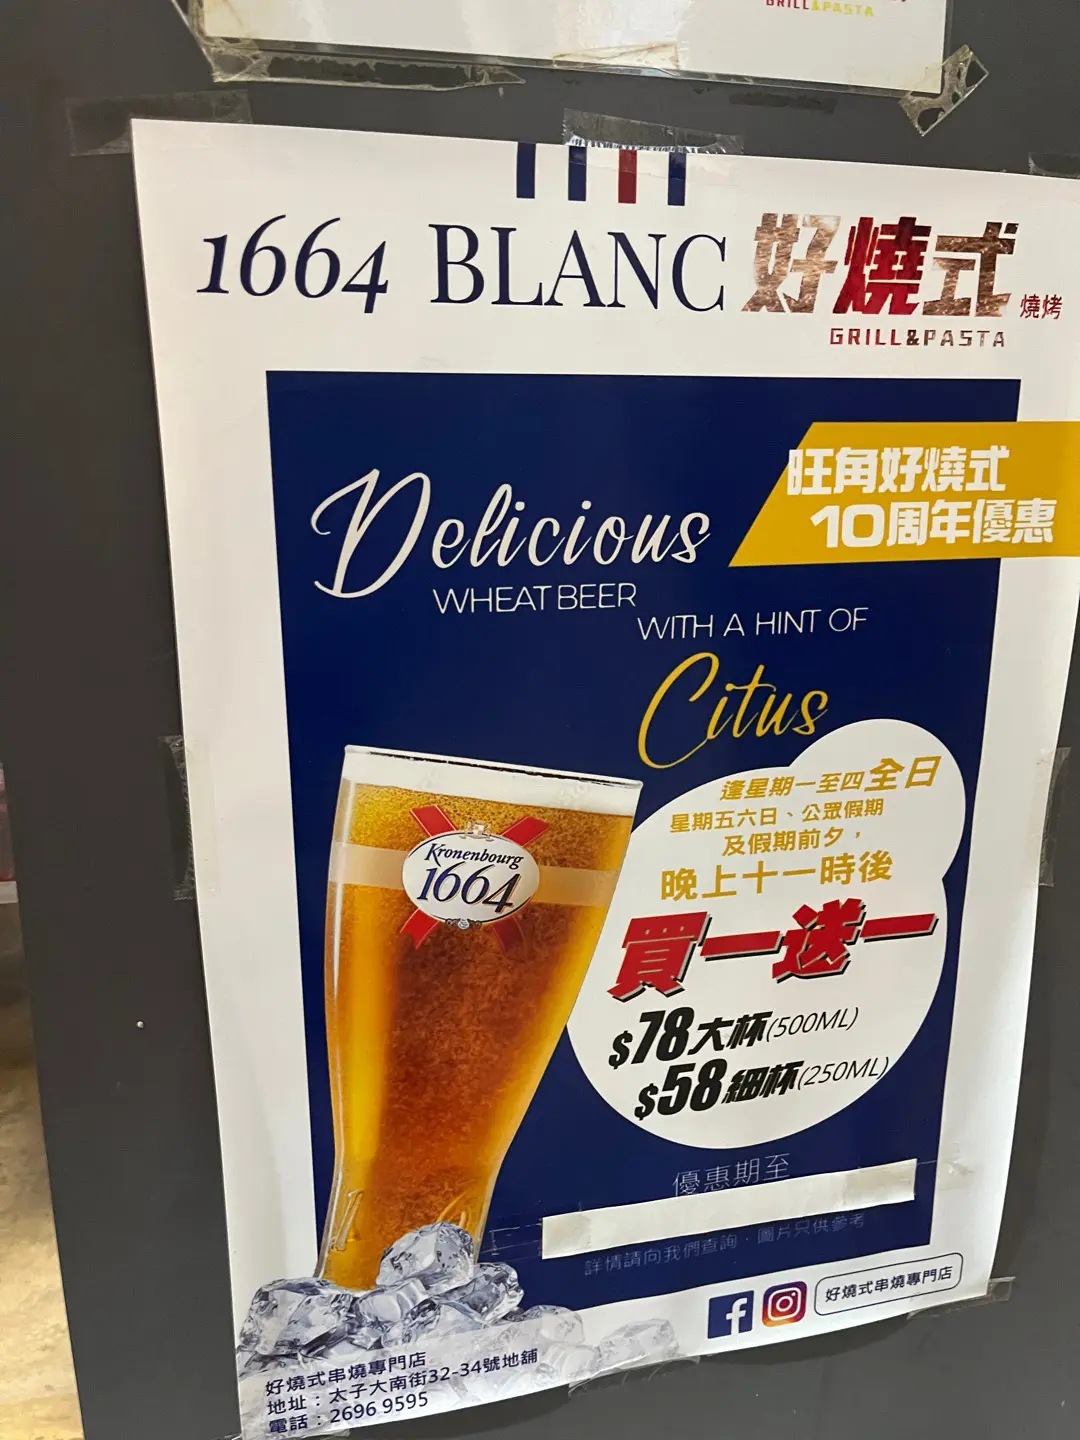 GRILL&PASTA
1664 BLANC
好燒式
燒烤
GRILL&PASTA
旺角好燒式
10周年優惠
Delicious
WHEAT BEER
WITH A HINT OF
Citus
逢星期一至四全日
星期五六日、公眾假期
及假期前夕，
晚上十一時後
買一送一
$78大杯(500ML)
$58細杯(250ML)
Kronenbourg
1664
優惠期至
詳情請向我們查詢．圖片只供參考
好燒式串燒專門店
好燒式串燒專門店
地址：太子大南街32-34號地舖
電話：2696 9595